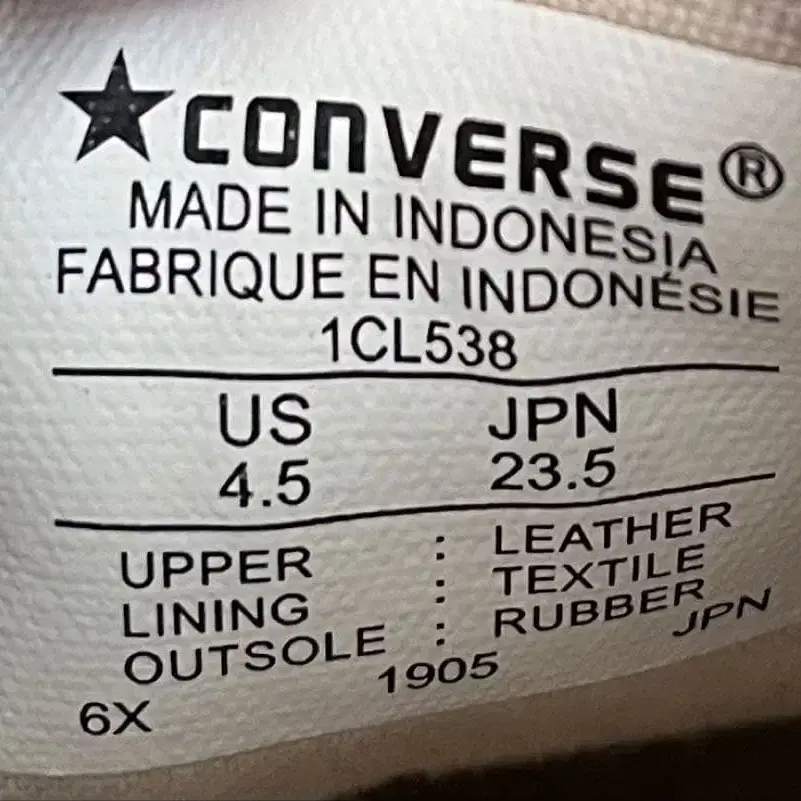 ★CONVERSE®
MADE IN INDONESIA
FABRIQUE EN INDONÉSIE
1CL538
US JPN
4.5 23.5
UPPER : LEATHER
LINING : TEXTILE
OUTSOLE : RUBBER
1905 JPN
6X